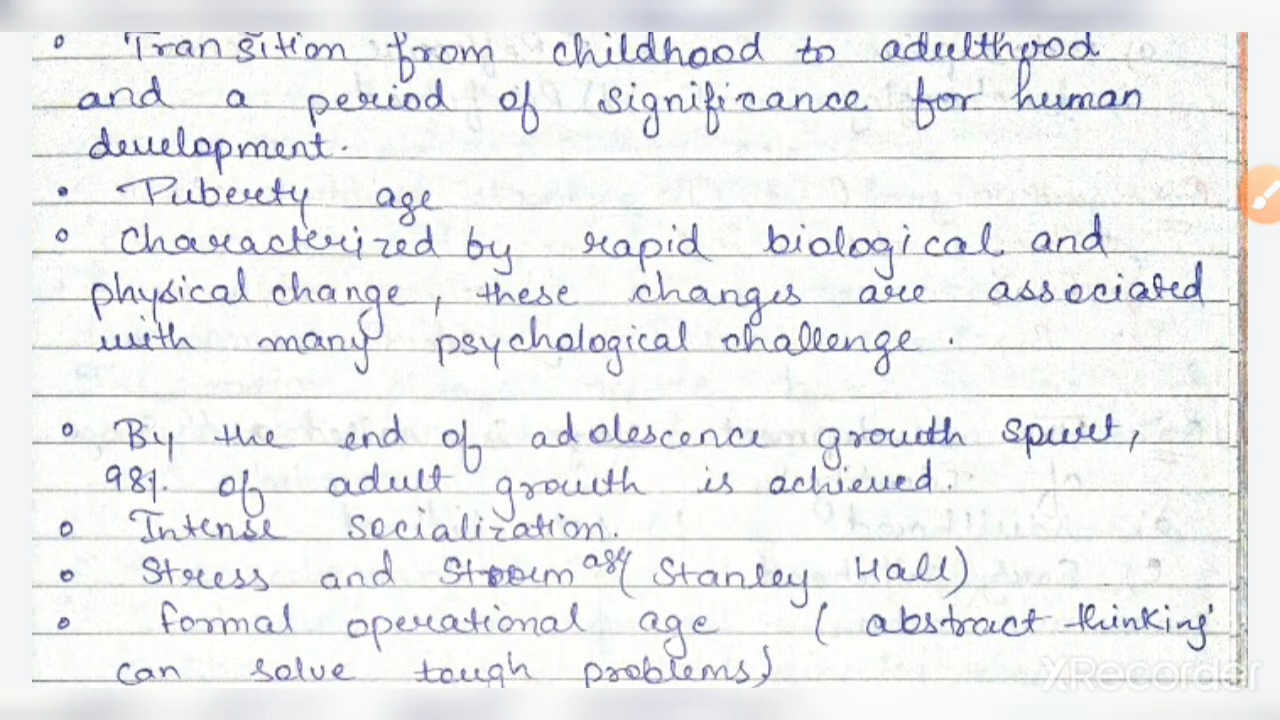 • Transition from childhood to adulthood
and a period of significance for human
development.
• Puberty age
• Characterized by rapid biological and
physical change, these changes are associated
with many psychological challenge.
• By the end of adolescence growth spurt,
98% of adult growth is achieved.
• Intense socialization.
• Stress and Storm age (Stanley Hall)
• Formal operational age (abstract thinking
can solve tough problems)
XRecorder